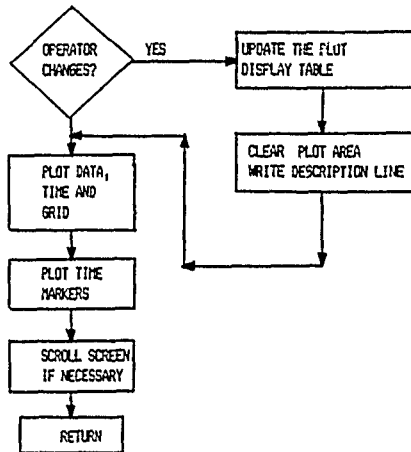 OPERATOR
CHANGES?
YES
UPDATE THE PLOT
DISPLAY TABLE
CLEAR PLOT AREA
WRITE DESCRIPTION LINE
PLOT DATA,
TIME AND
GRID
PLOT TIME
MARKERS
SCROLL SCREEN
IF NECESSARY
RETURN